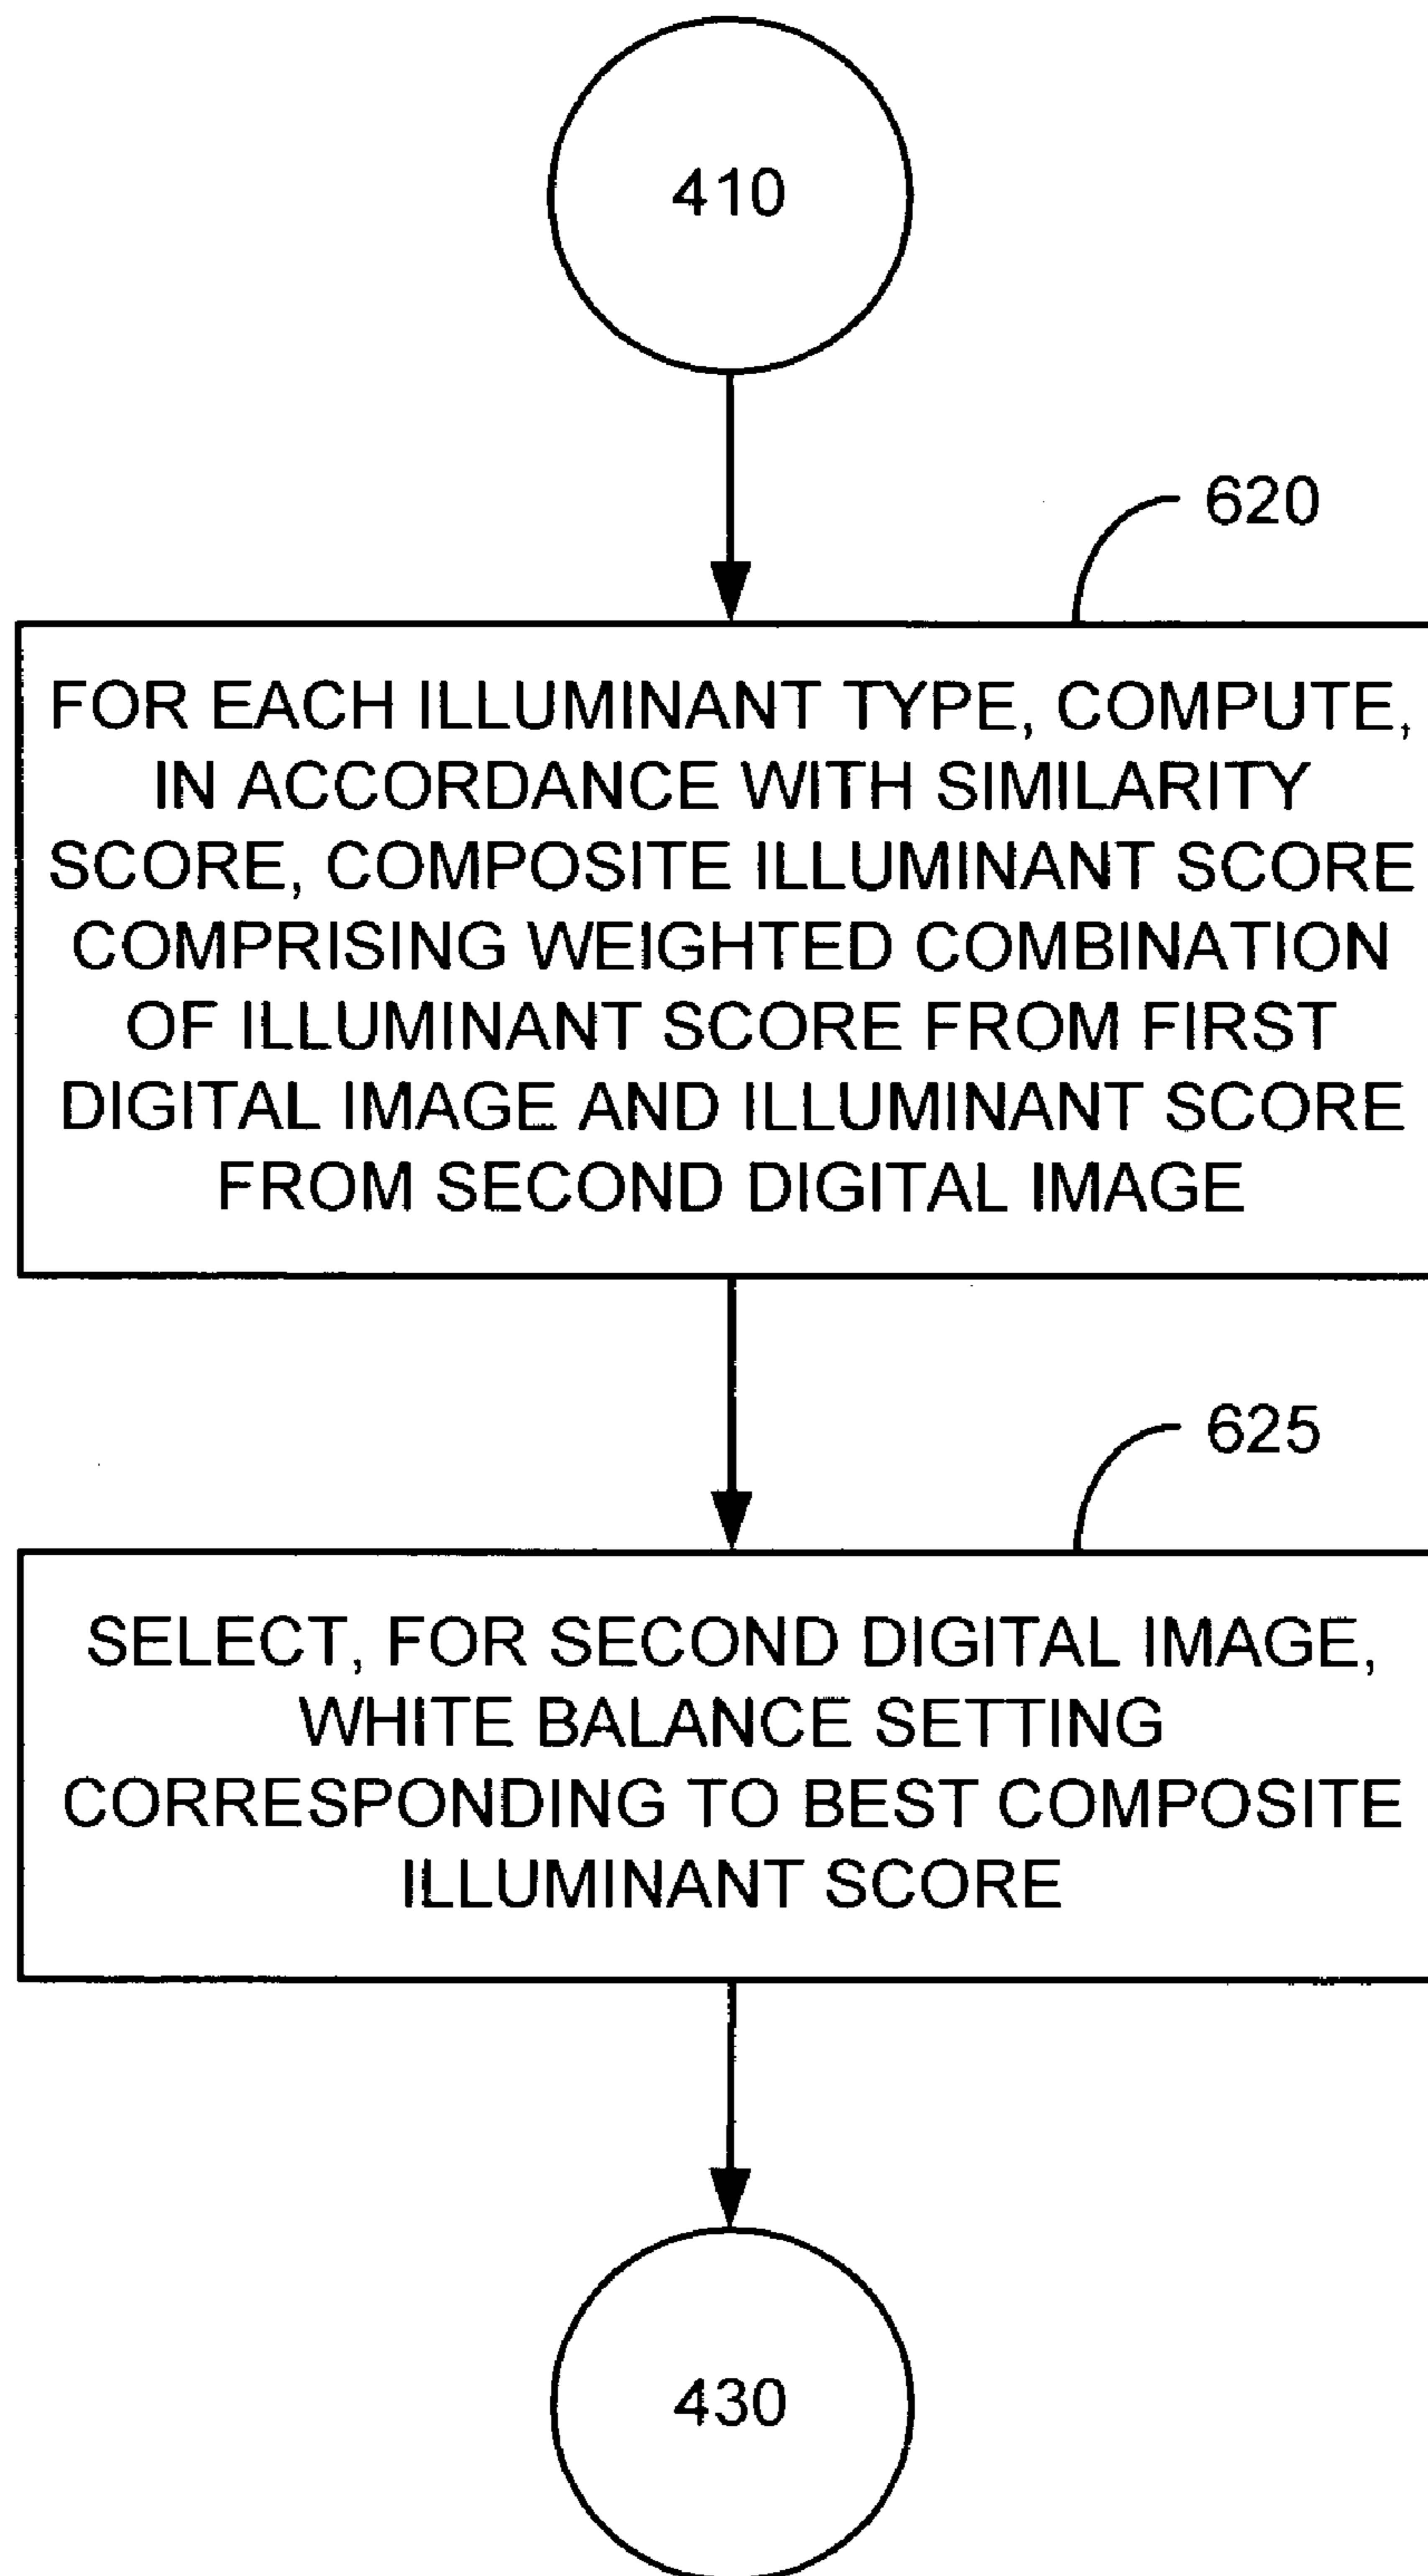 410
620
FOR EACH ILLUMINANT TYPE, COMPUTE,
IN ACCORDANCE WITH SIMILARITY
SCORE, COMPOSITE ILLUMINANT SCORE
COMPRISING WEIGHTED COMBINATION
OF ILLUMINANT SCORE FROM FIRST
DIGITAL IMAGE AND ILLUMINANT SCORE
FROM SECOND DIGITAL IMAGE
625
SELECT, FOR SECOND DIGITAL IMAGE,
WHITE BALANCE SETTING
CORRESPONDING TO BEST COMPOSITE
ILLUMINANT SCORE
430